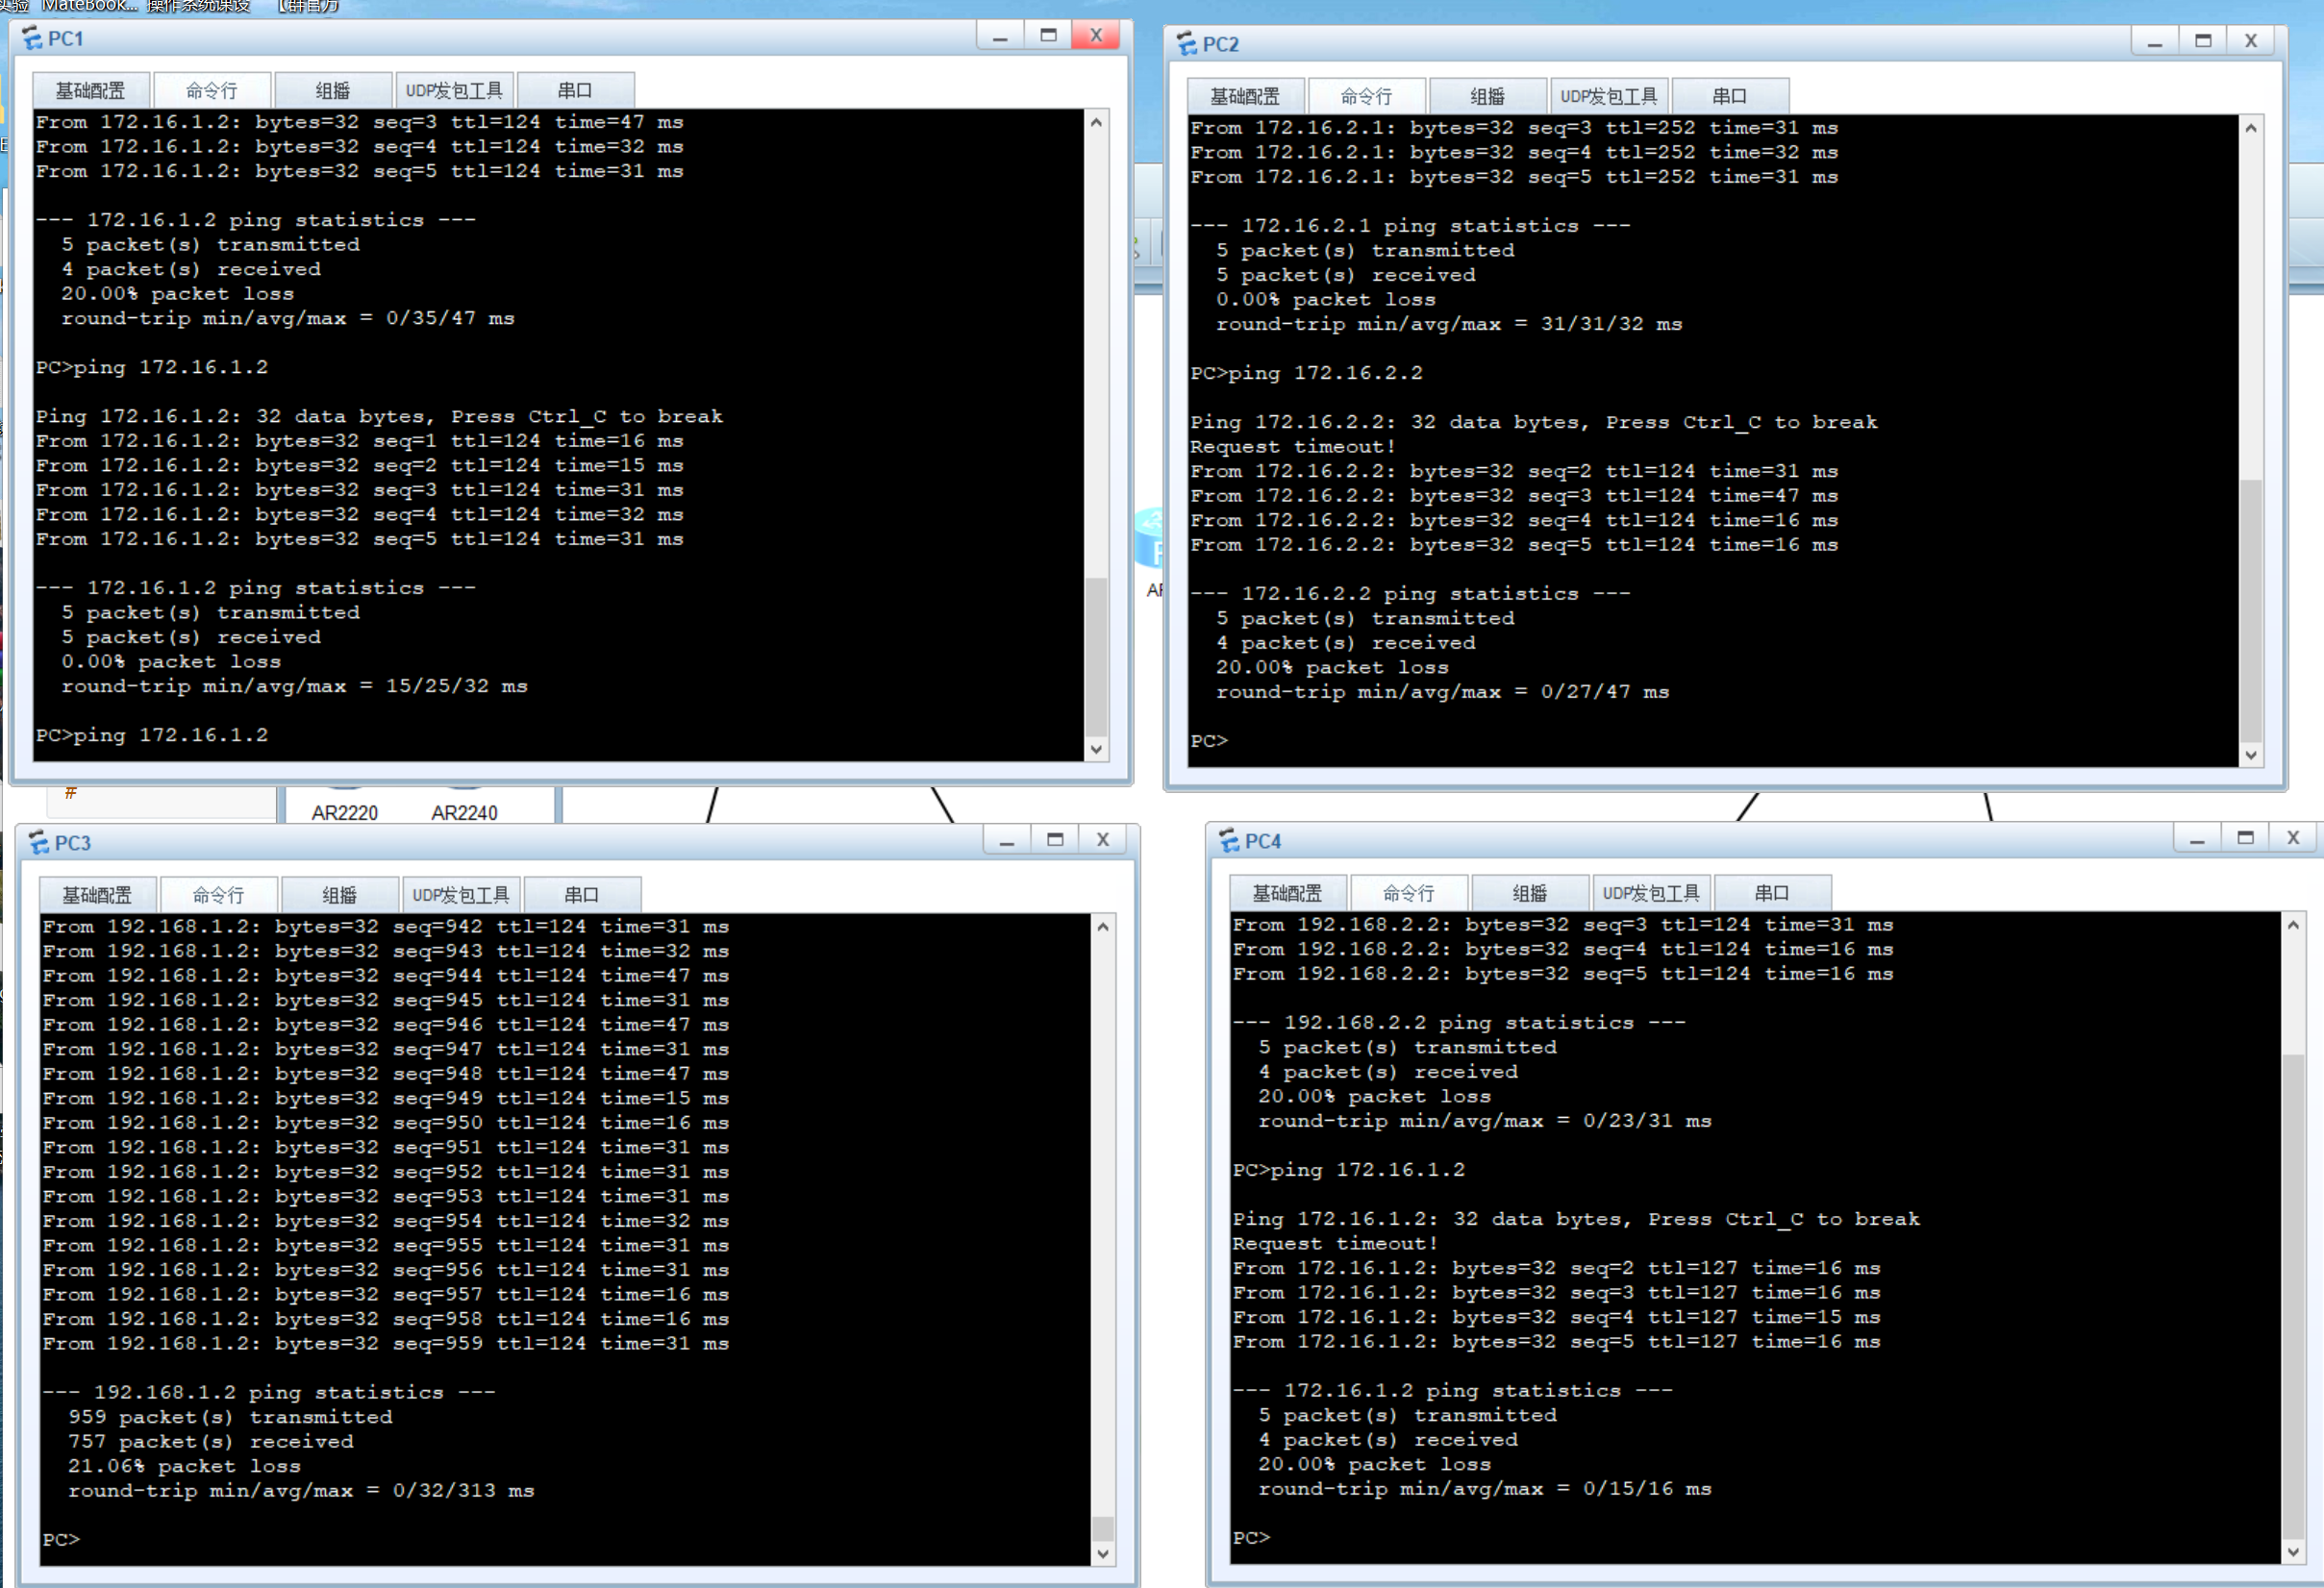 MateBook... 操作系统课设 【群官方
PC1
基础配置 命令行 组播 UDP发包工具 串口
From 172.16.1.2: bytes=32 seq=3 ttl=124 time=47 ms
From 172.16.1.2: bytes=32 seq=4 ttl=124 time=32 ms
From 172.16.1.2: bytes=32 seq=5 ttl=124 time=31 ms
--- 172.16.1.2 ping statistics ---
5 packet(s) transmitted
4 packet(s) received
20.00% packet loss
round-trip min/avg/max = 0/35/47 ms
PC>ping 172.16.1.2
Ping 172.16.1.2: 32 data bytes, Press Ctrl_C to break
From 172.16.1.2: bytes=32 seq=1 ttl=124 time=16 ms
From 172.16.1.2: bytes=32 seq=2 ttl=124 time=15 ms
From 172.16.1.2: bytes=32 seq=3 ttl=124 time=31 ms
From 172.16.1.2: bytes=32 seq=4 ttl=124 time=32 ms
From 172.16.1.2: bytes=32 seq=5 ttl=124 time=31 ms
--- 172.16.1.2 ping statistics ---
5 packet(s) transmitted
5 packet(s) received
0.00% packet loss
round-trip min/avg/max = 15/25/32 ms
PC>ping 172.16.1.2
PC2
基础配置 命令行 组播 UDP发包工具 串口
From 172.16.2.1: bytes=32 seq=3 ttl=252 time=31 ms
From 172.16.2.1: bytes=32 seq=4 ttl=252 time=32 ms
From 172.16.2.1: bytes=32 seq=5 ttl=252 time=31 ms
--- 172.16.2.1 ping statistics ---
5 packet(s) transmitted
5 packet(s) received
0.00% packet loss
round-trip min/avg/max = 31/31/32 ms
PC>ping 172.16.2.2
Ping 172.16.2.2: 32 data bytes, Press Ctrl_C to break
Request timeout!
From 172.16.2.2: bytes=32 seq=2 ttl=124 time=31 ms
From 172.16.2.2: bytes=32 seq=3 ttl=124 time=47 ms
From 172.16.2.2: bytes=32 seq=4 ttl=124 time=16 ms
From 172.16.2.2: bytes=32 seq=5 ttl=124 time=16 ms
--- 172.16.2.2 ping statistics ---
5 packet(s) transmitted
4 packet(s) received
20.00% packet loss
round-trip min/avg/max = 0/27/47 ms
PC>
#
AR2220 AR2240
PC3
基础配置 命令行 组播 UDP发包工具 串口
From 192.168.1.2: bytes=32 seq=942 ttl=124 time=31 ms
From 192.168.1.2: bytes=32 seq=943 ttl=124 time=32 ms
From 192.168.1.2: bytes=32 seq=944 ttl=124 time=47 ms
From 192.168.1.2: bytes=32 seq=945 ttl=124 time=31 ms
From 192.168.1.2: bytes=32 seq=946 ttl=124 time=47 ms
From 192.168.1.2: bytes=32 seq=947 ttl=124 time=31 ms
From 192.168.1.2: bytes=32 seq=948 ttl=124 time=47 ms
From 192.168.1.2: bytes=32 seq=949 ttl=124 time=15 ms
From 192.168.1.2: bytes=32 seq=950 ttl=124 time=16 ms
From 192.168.1.2: bytes=32 seq=951 ttl=124 time=31 ms
From 192.168.1.2: bytes=32 seq=952 ttl=124 time=31 ms
From 192.168.1.2: bytes=32 seq=953 ttl=124 time=31 ms
From 192.168.1.2: bytes=32 seq=954 ttl=124 time=32 ms
From 192.168.1.2: bytes=32 seq=955 ttl=124 time=31 ms
From 192.168.1.2: bytes=32 seq=956 ttl=124 time=31 ms
From 192.168.1.2: bytes=32 seq=957 ttl=124 time=16 ms
From 192.168.1.2: bytes=32 seq=958 ttl=124 time=16 ms
From 192.168.1.2: bytes=32 seq=959 ttl=124 time=31 ms
--- 192.168.1.2 ping statistics ---
959 packet(s) transmitted
757 packet(s) received
21.06% packet loss
round-trip min/avg/max = 0/32/313 ms
PC>
PC4
基础配置 命令行 组播 UDP发包工具 串口
From 192.168.2.2: bytes=32 seq=3 ttl=124 time=31 ms
From 192.168.2.2: bytes=32 seq=4 ttl=124 time=16 ms
From 192.168.2.2: bytes=32 seq=5 ttl=124 time=16 ms
--- 192.168.2.2 ping statistics ---
5 packet(s) transmitted
4 packet(s) received
20.00% packet loss
round-trip min/avg/max = 0/23/31 ms
PC>ping 172.16.1.2
Ping 172.16.1.2: 32 data bytes, Press Ctrl_C to break
Request timeout!
From 172.16.1.2: bytes=32 seq=2 ttl=127 time=16 ms
From 172.16.1.2: bytes=32 seq=3 ttl=127 time=16 ms
From 172.16.1.2: bytes=32 seq=4 ttl=127 time=15 ms
From 172.16.1.2: bytes=32 seq=5 ttl=127 time=16 ms
--- 172.16.1.2 ping statistics ---
5 packet(s) transmitted
4 packet(s) received
20.00% packet loss
round-trip min/avg/max = 0/15/16 ms
PC>